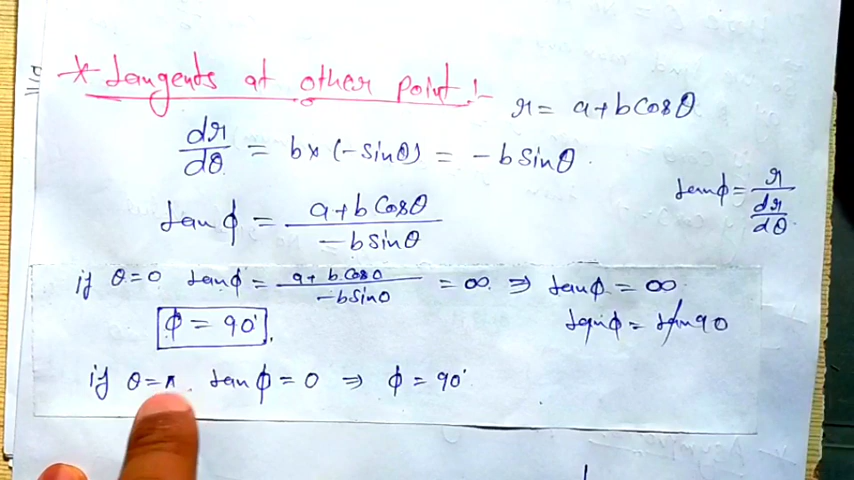 * Tangents at other point :-
r = a + b Cosθ
dr/dθ = b × (-Sinθ) = -b Sinθ.
tanϕ = r / (dr/dθ)
tanϕ = (a + b Cosθ) / (-b Sinθ)
if θ=0 tanϕ = (a + b Cos0) / (-b Sin0) = ∞ ⇒ tanϕ = ∞
ϕ = 90° tanϕ = tan90
if θ=π. tanϕ = 0 ⇒ ϕ = 90°